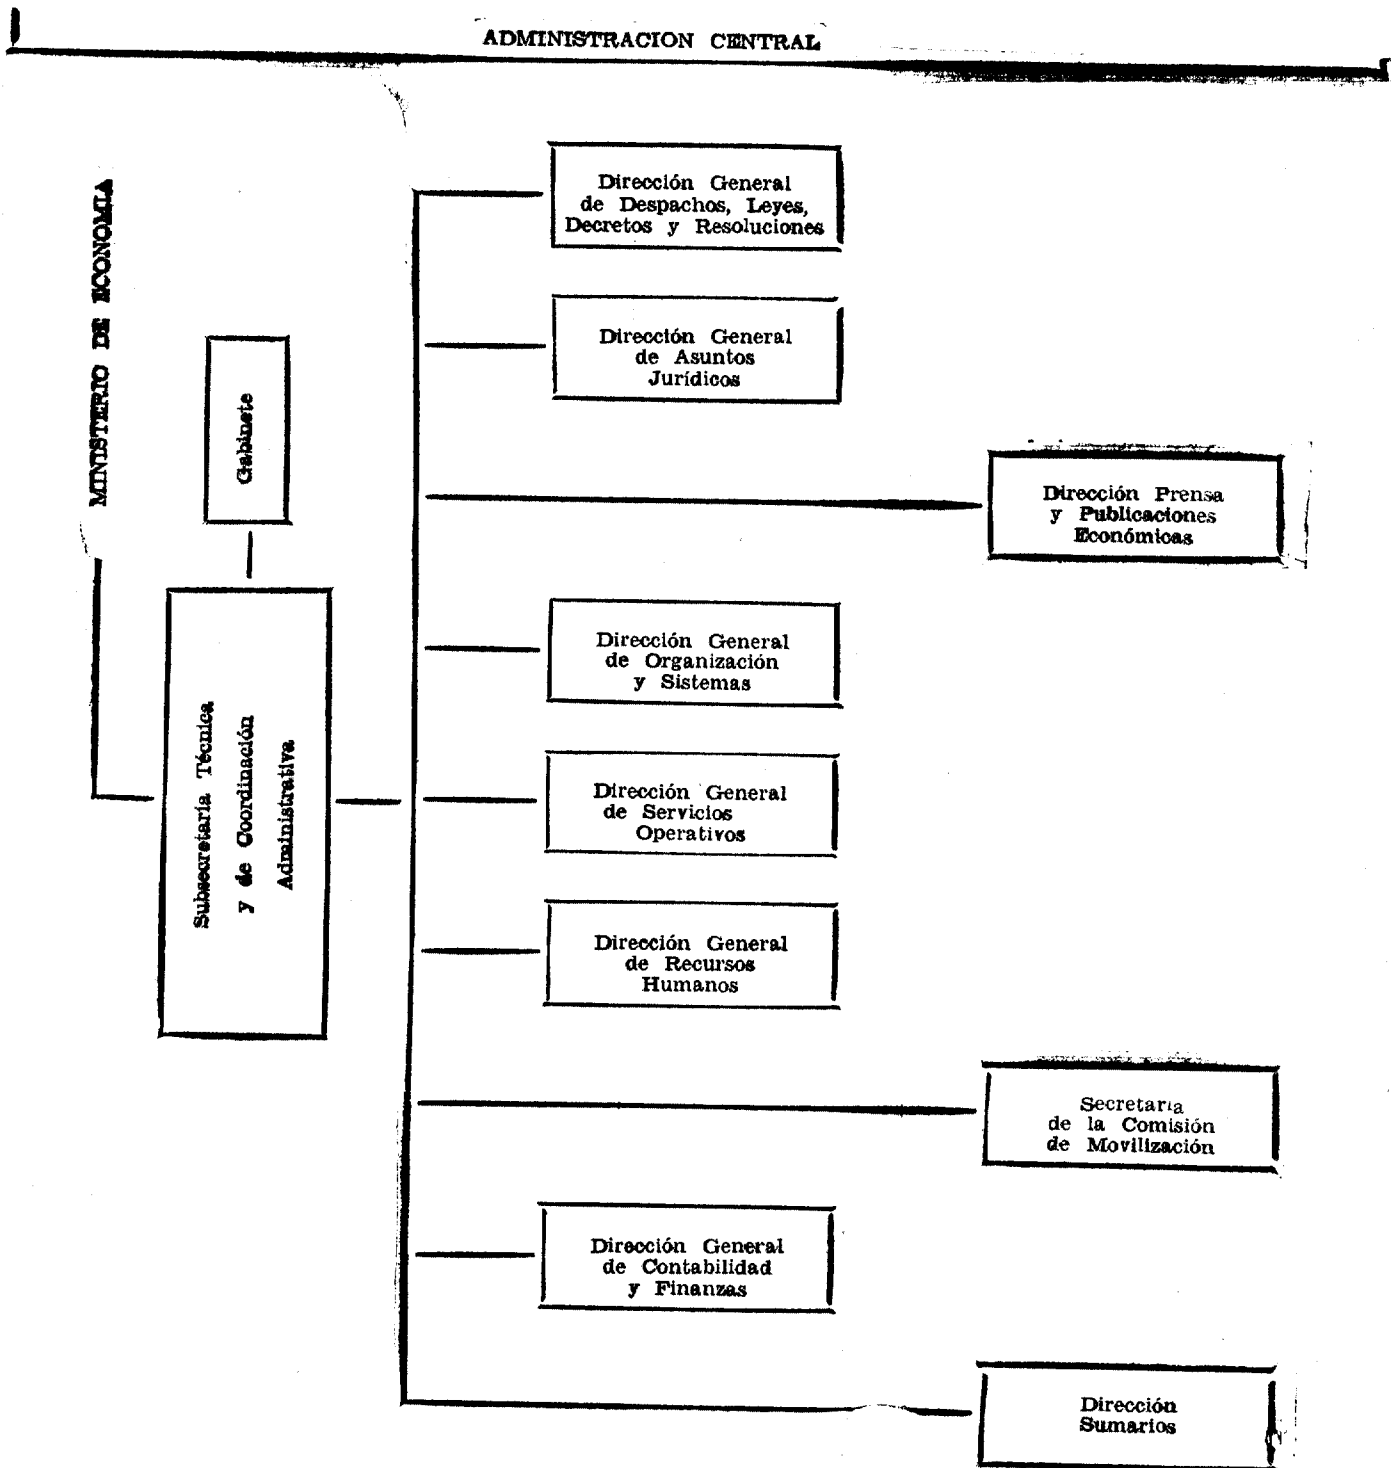 ADMINISTRACION CENTRAL
MINISTERIO DE ECONOMIA
Gabinete
Subsecretaría Técnica
y de Coordinación
Administrativa
Dirección General
de Despachos, Leyes,
Decretos y Resoluciones
Dirección General
de Asuntos
Jurídicos
Dirección Prensa
y Publicaciones
Económicas
Dirección General
de Organización
y Sistemas
Dirección General
de Servicios
Operativos
Dirección General
de Recursos
Humanos
Secretaría
de la Comisión
de Movilización
Dirección General
de Contabilidad
y Finanzas
Dirección
Sumarios